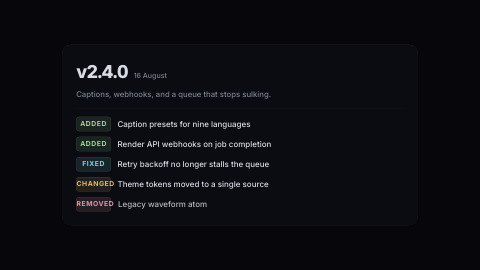 v2.4.0 16 August
Captions, webhooks, and a queue that stops sulking.
ADDED Caption presets for nine languages
ADDED Render API webhooks on job completion
FIXED Retry backoff no longer stalls the queue
CHANGED Theme tokens moved to a single source
REMOVED Legacy waveform atom